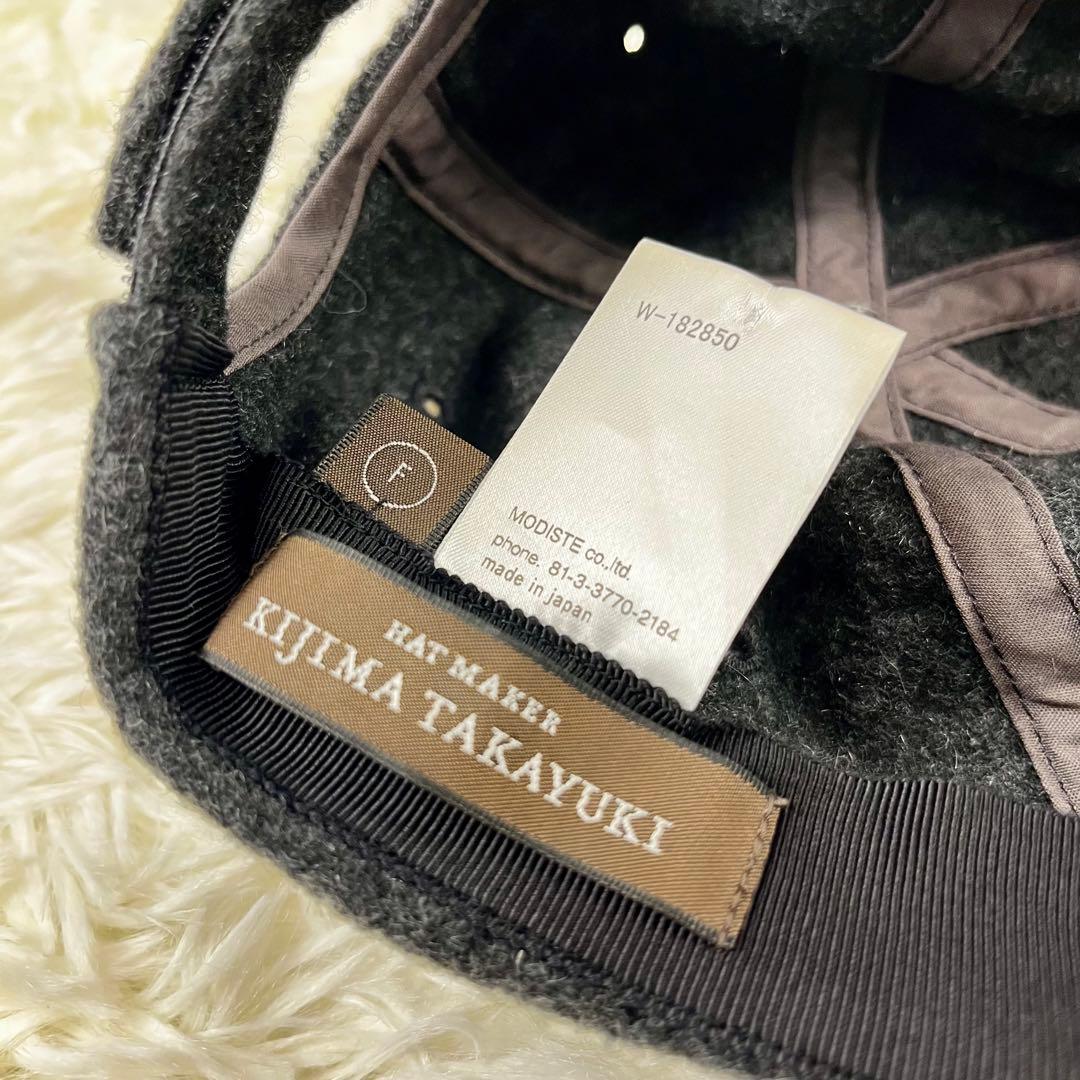 W-182850
F
MODISTE co.,ltd.
phone. 81-3-3770-2184
made in japan
HAT MAKER
KIJIMA TAKAYUKI